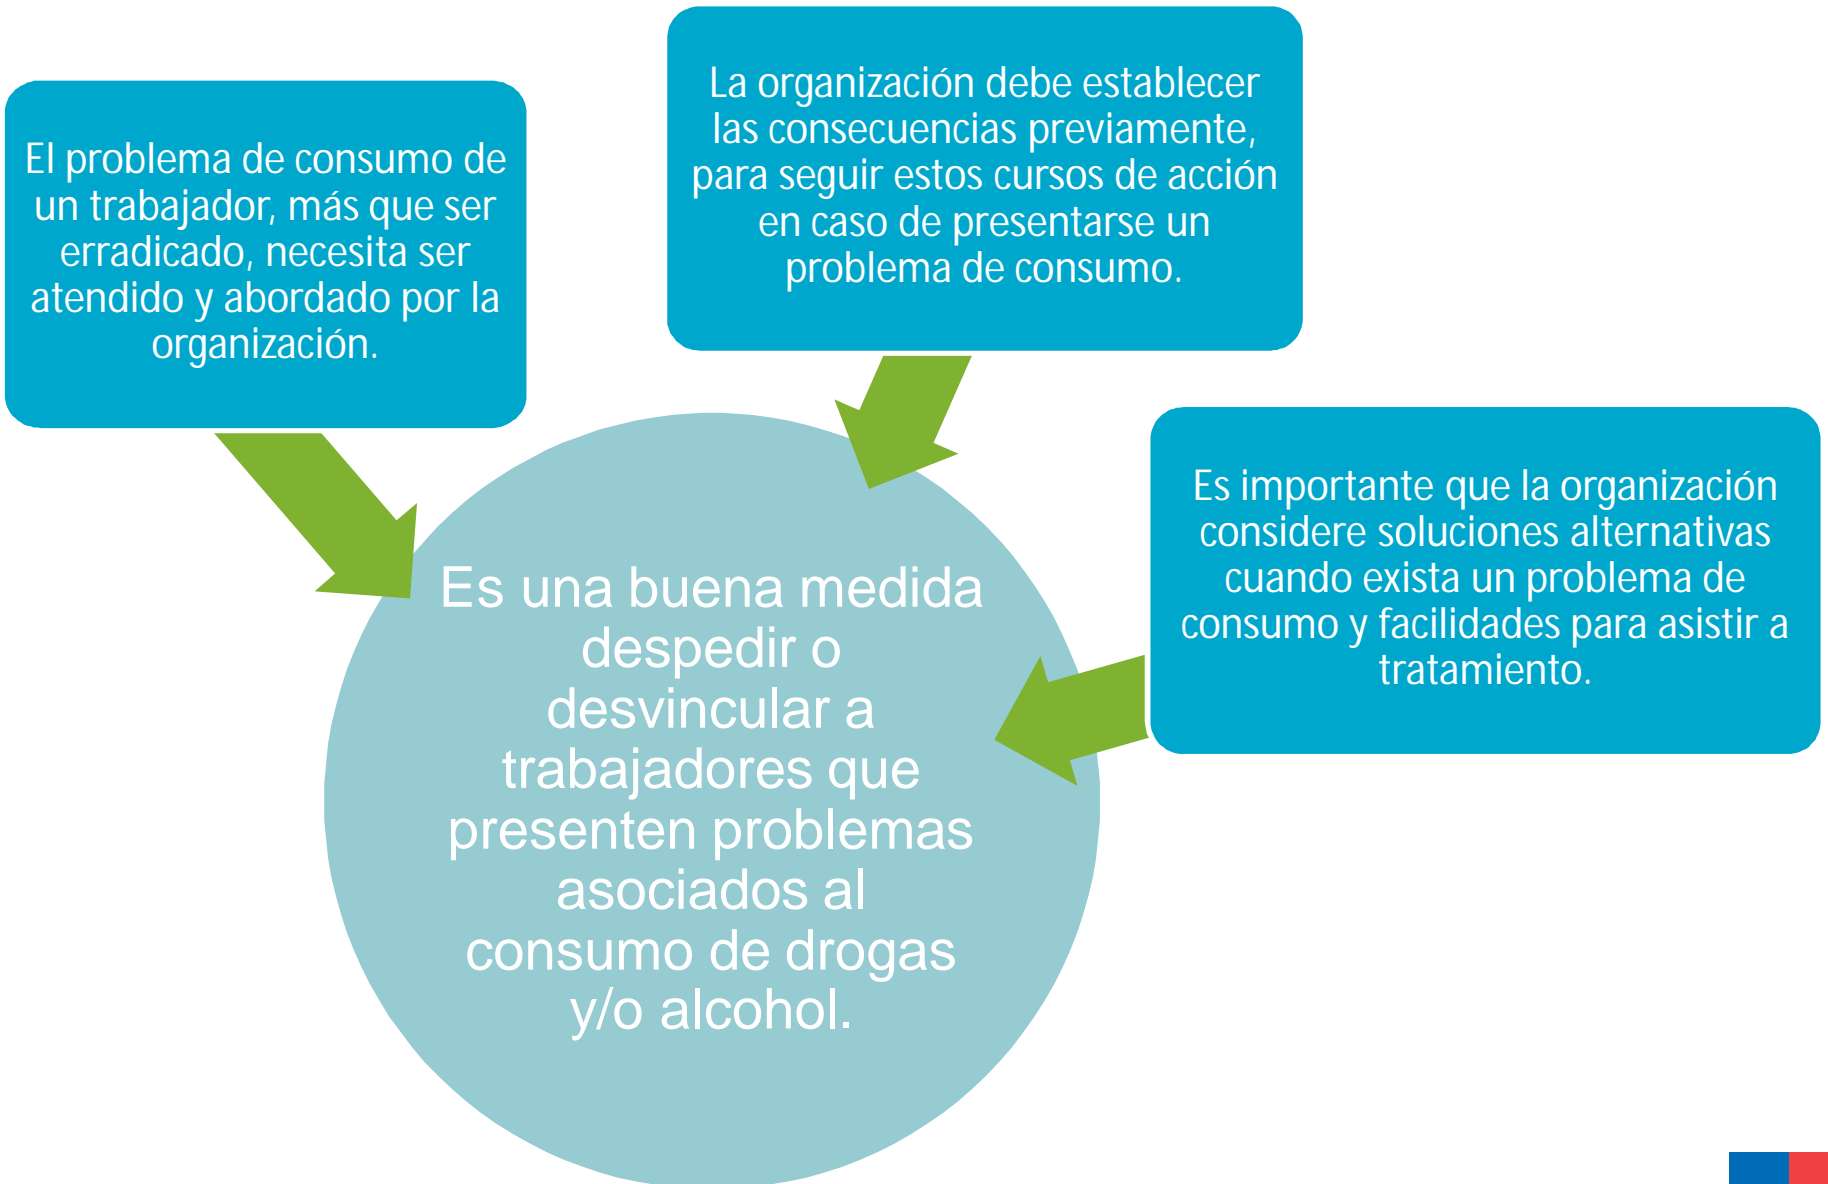 El problema de consumo de
un trabajador, más que ser
erradicado, necesita ser
atendido y abordado por la
organización.
La organización debe establecer
las consecuencias previamente,
para seguir estos cursos de acción
en caso de presentarse un
problema de consumo.
Es importante que la organización
considere soluciones alternativas
cuando exista un problema de
consumo y facilidades para asistir a
tratamiento.
Es una buena medida
despedir o
desvincular a
trabajadores que
presenten problemas
asociados al
consumo de drogas
y/o alcohol.